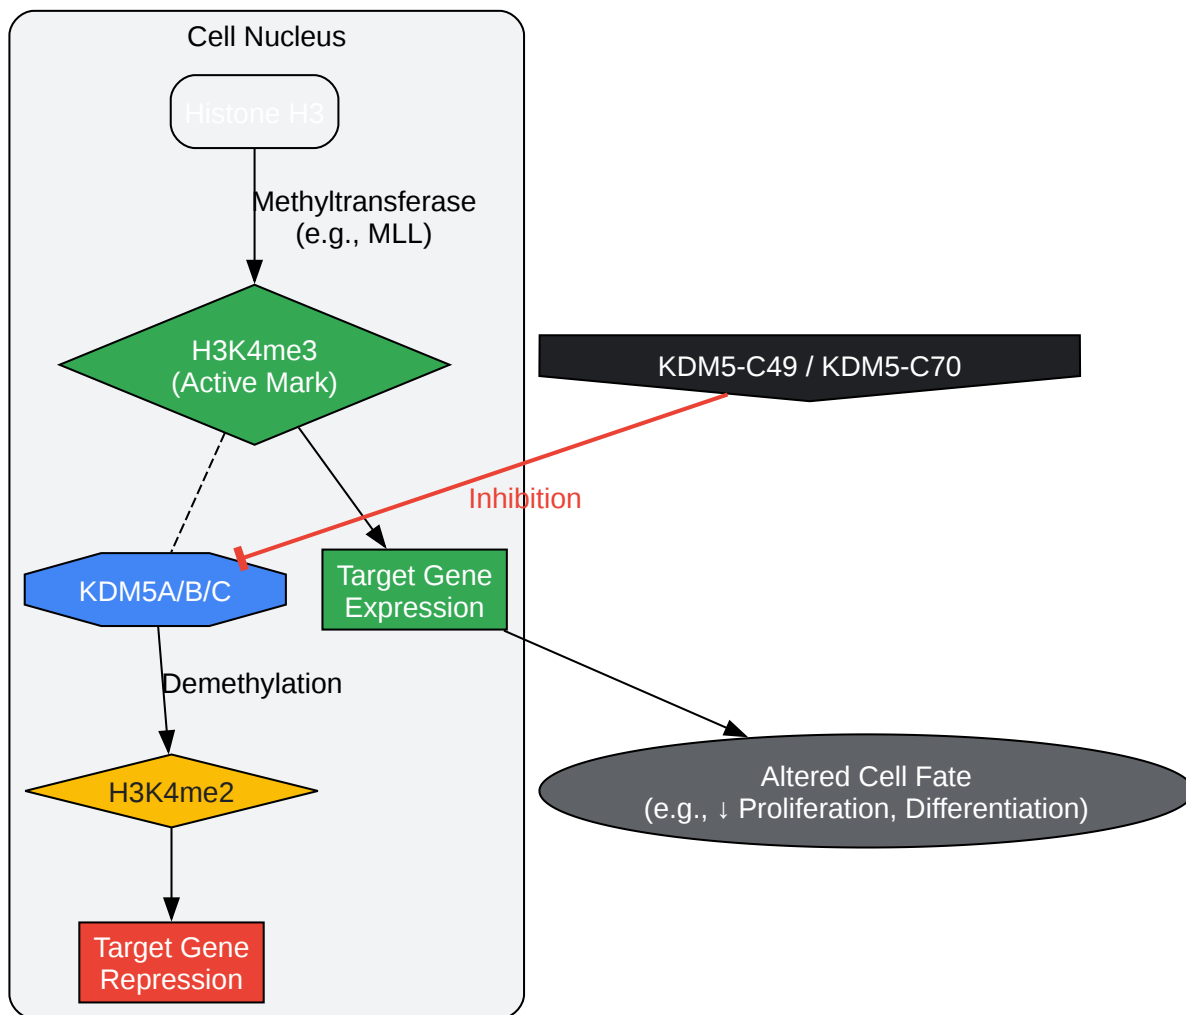 Cell Nucleus
Histone H3
Methyltransferase
(e.g., MLL)
H3K4me3
(Active Mark)
KDM5-C49 / KDM5-C70
Inhibition
KDM5A/B/C
Target Gene
Expression
Demethylation
H3K4me2
Altered Cell Fate
(e.g., ↓ Proliferation, Differentiation)
Target Gene
Repression